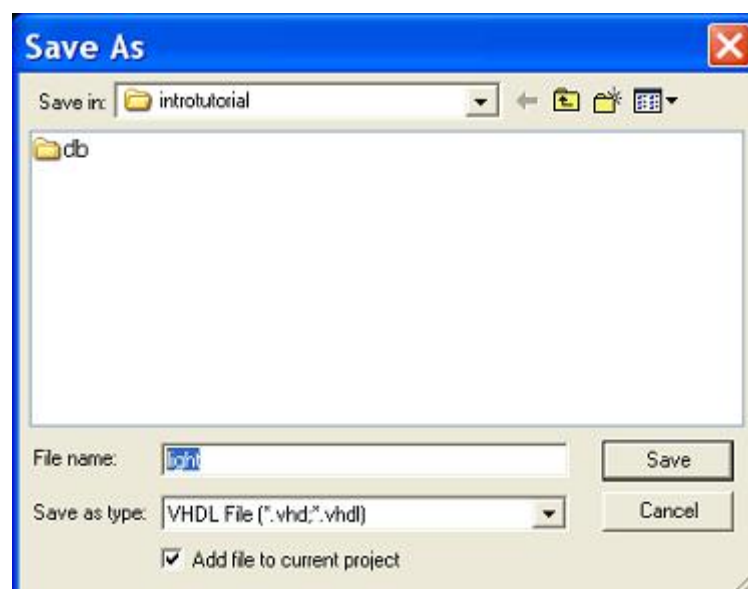 Save As
Save in: introtutorial
db
File name: light
Save
Save as type: VHDL File (*.vhd;*.vhdl)
Cancel
Add file to current project